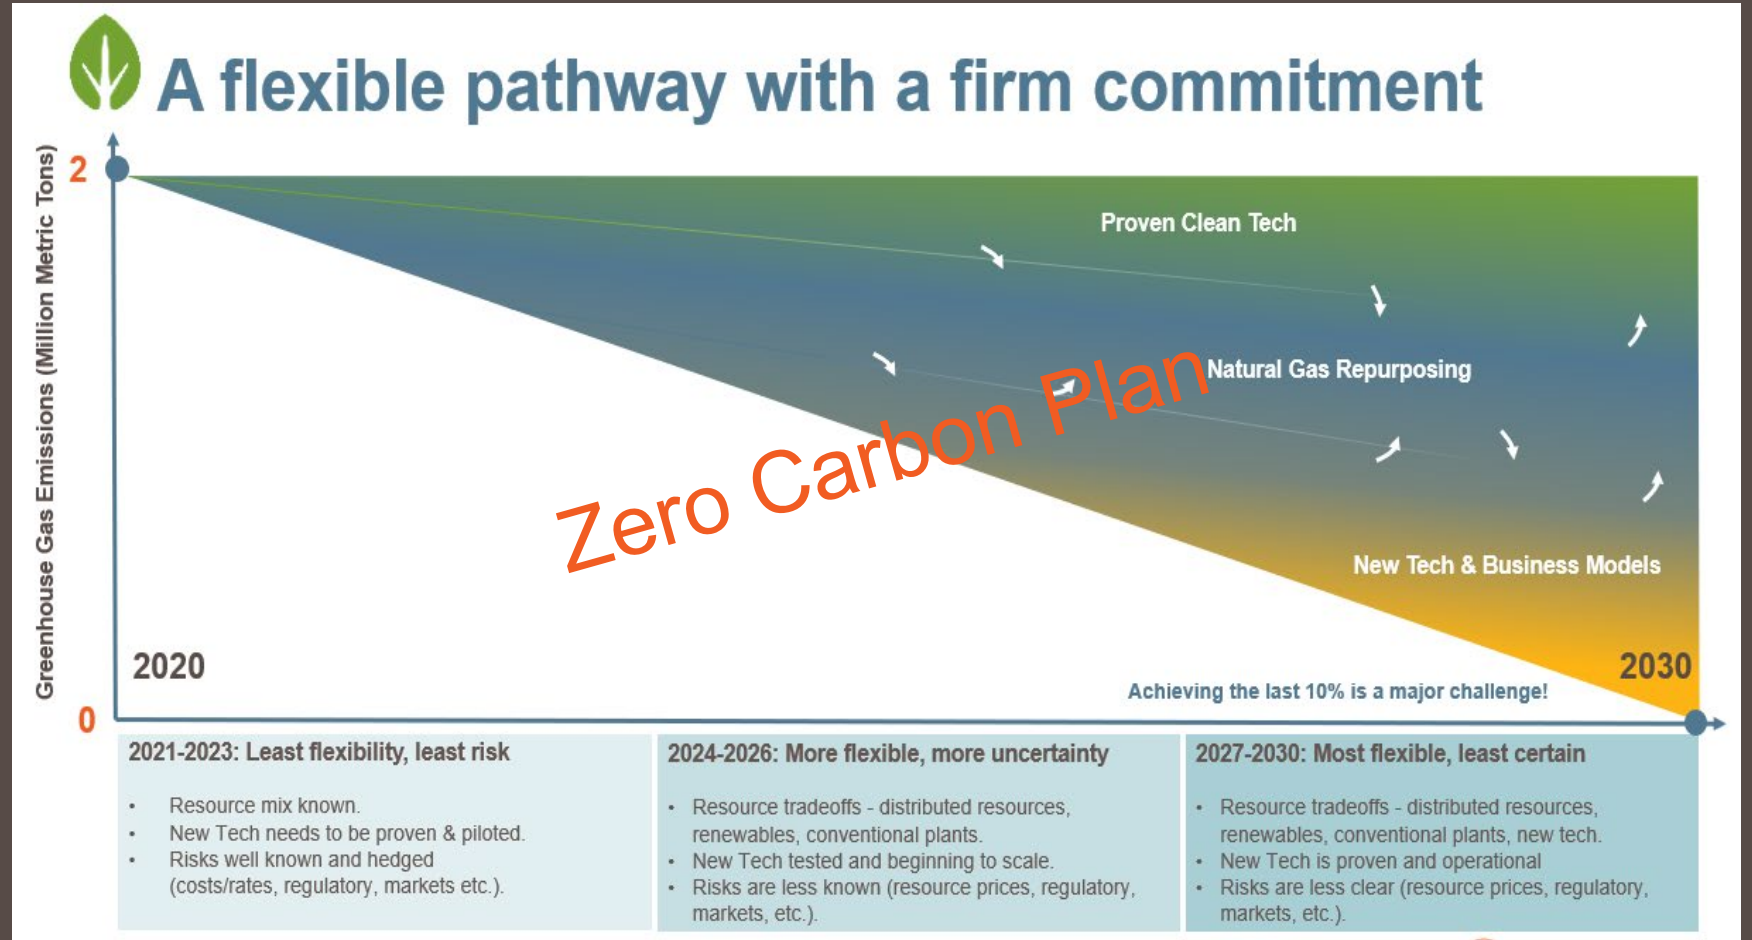 A flexible pathway with a firm commitment
Greenhouse Gas Emissions (Million Metric Tons)
2
Proven Clean Tech
Natural Gas Repurposing
Zero Carbon Plan
New Tech & Business Models
2020
2030
Achieving the last 10% is a major challenge!
0
2021-2023: Least flexibility, least risk
• Resource mix known.
• New Tech needs to be proven & piloted.
• Risks well known and hedged
(costs/rates, regulatory, markets etc.).
2024-2026: More flexible, more uncertainty
• Resource tradeoffs - distributed resources,
renewables, conventional plants.
• New Tech tested and beginning to scale.
• Risks are less known (resource prices, regulatory,
markets, etc.).
2027-2030: Most flexible, least certain
• Resource tradeoffs - distributed resources,
renewables, conventional plants, new tech.
• New Tech is proven and operational
• Risks are less clear (resource prices, regulatory,
markets, etc.).